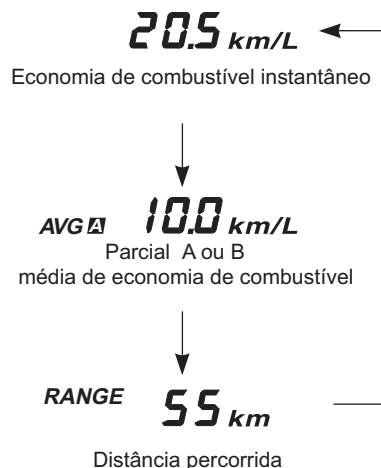 20.5 km/L
Economia de combustível instantâneo
AVG A 10.0 km/L
Parcial A ou B
média de economia de combustível
RANGE 55 km
Distância percorrida